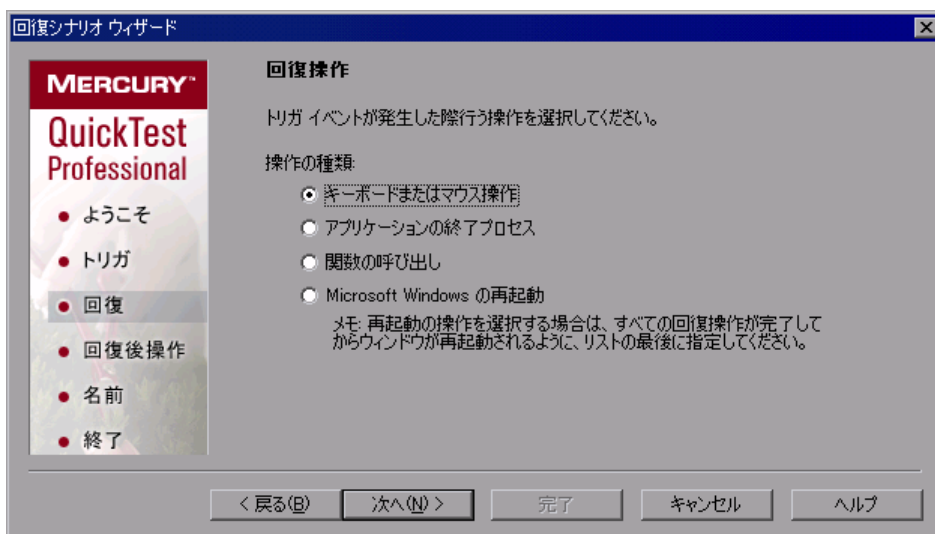 回復シナリオ ウィザード
MERCURY™
QuickTest
Professional
ようこそ
トリガ
回復
回復後操作
名前
終了
回復操作
トリガ イベントが発生した際行う操作を選択してください。
操作の種類:
キーボードまたはマウス操作
アプリケーションの終了プロセス
関数の呼び出し
Microsoft Windows の再起動
メモ: 再起動の操作を選択する場合は、すべての回復操作が完了して
からウィンドウが再起動されるように、リストの最後に指定してください。
< 戻る(B)
次へ(N) >
完了
キャンセル
ヘルプ